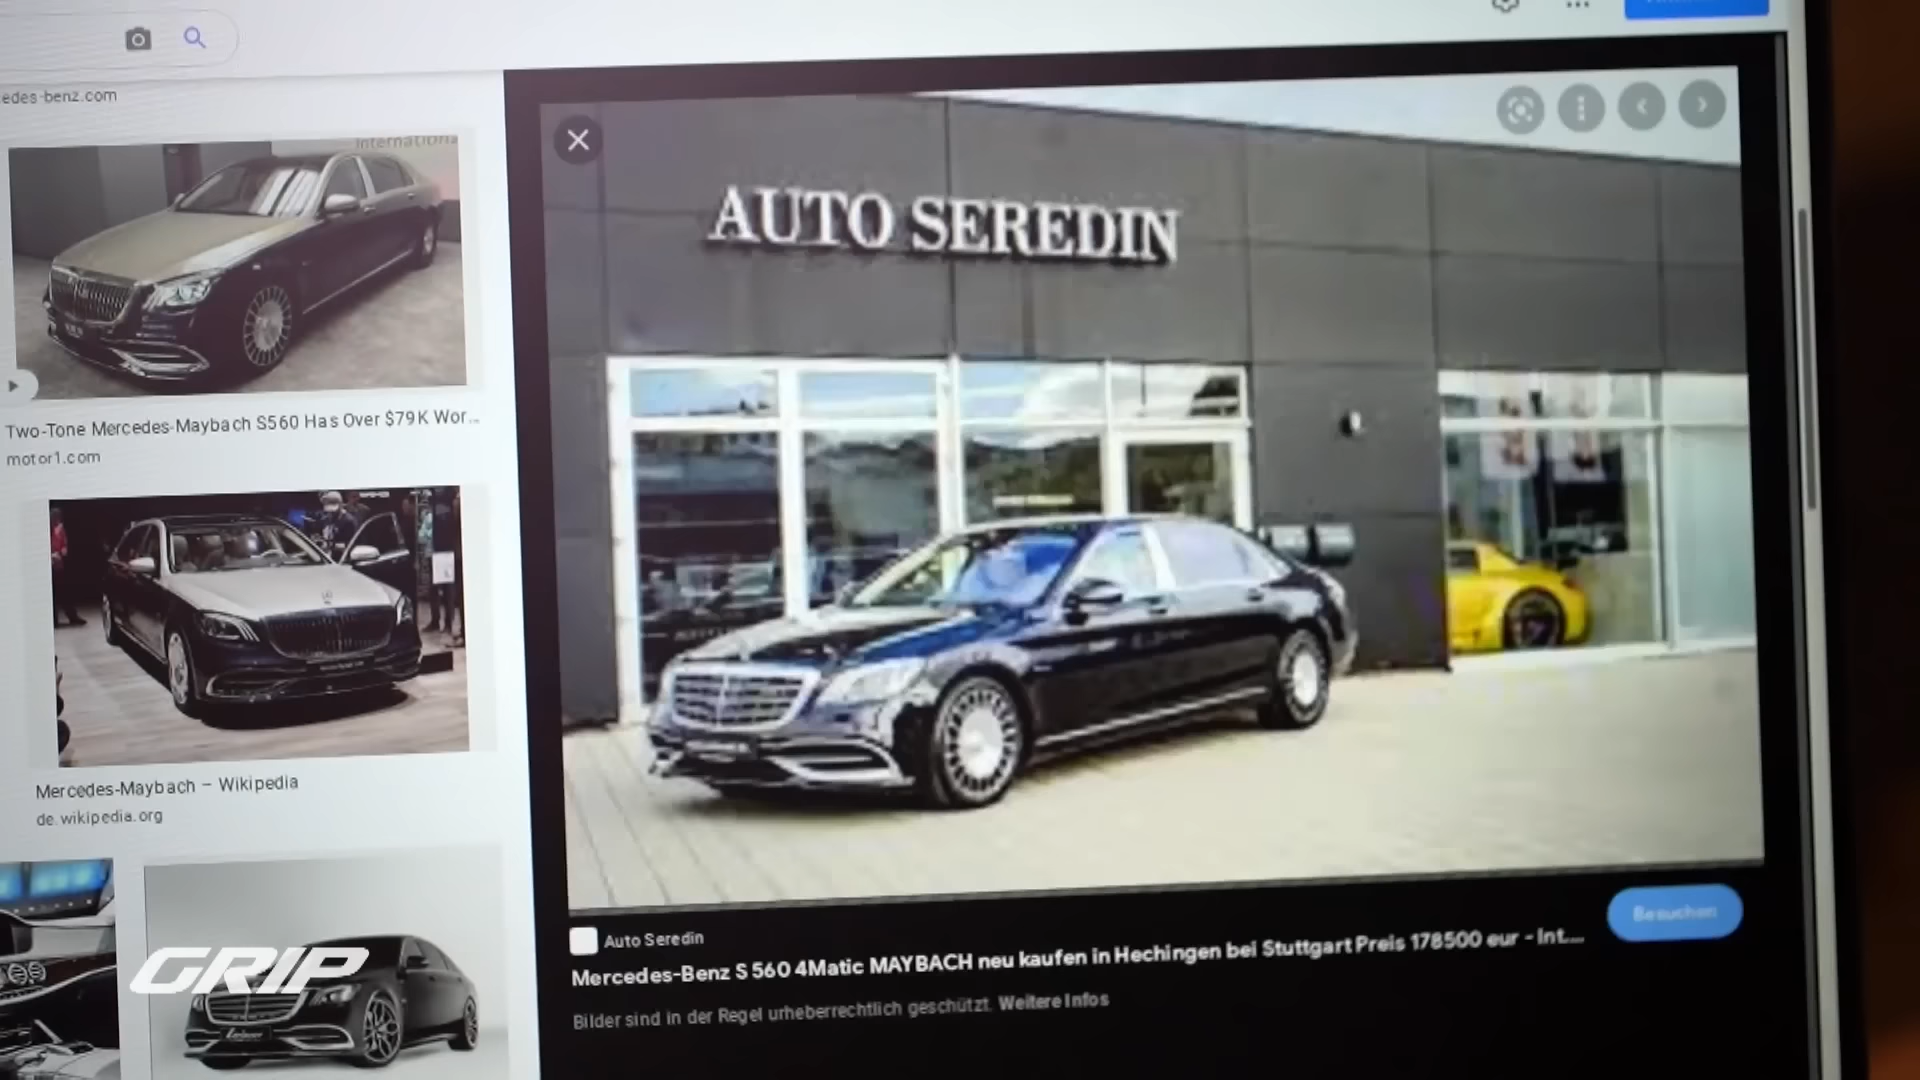 edes-benz.com
International
Two-Tone Mercedes-Maybach S560 Has Over $79K Wor...
motor1.com
Mercedes-Maybach – Wikipedia
de.wikipedia.org
GRIP
AUTO SEREDIN
Auto Seredin
Mercedes-Benz S 560 4Matic MAYBACH neu kaufen in Hechingen bei Stuttgart Preis 178500 eur - Int....
Besuchen
Bilder sind in der Regel urheberrechtlich geschützt. Weitere Infos